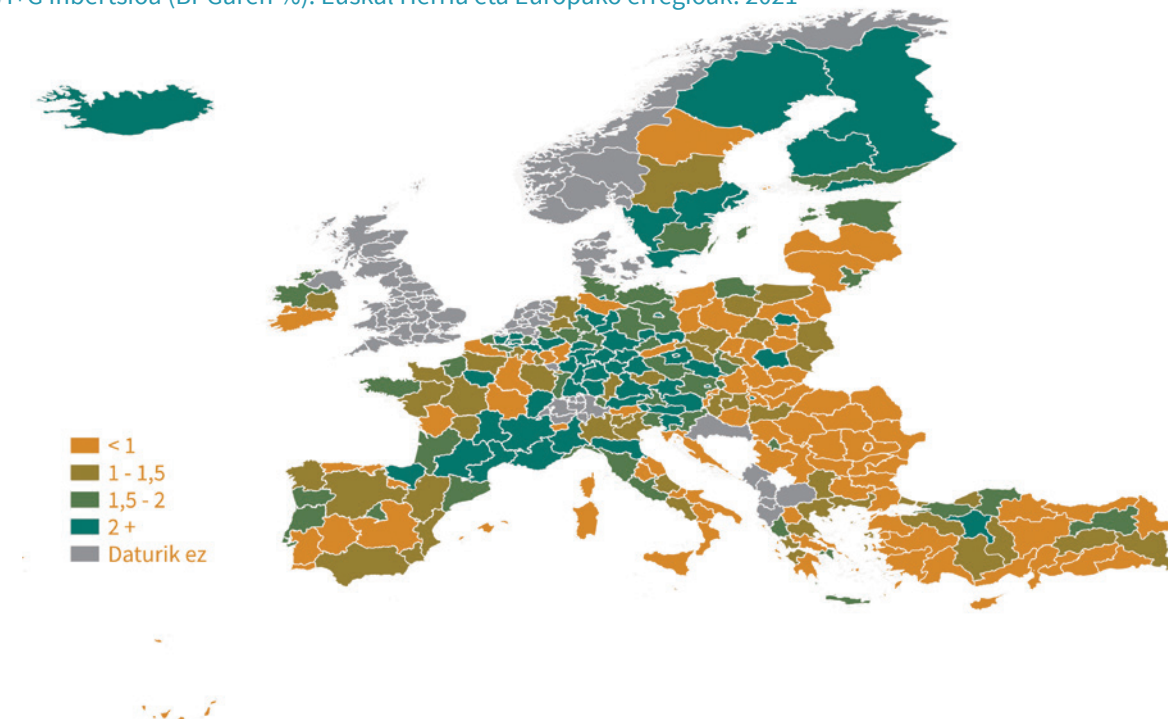 inbertsioa (BPGaren %). Euskal Herria eta Europako erregioak. 2021
< 1
1 - 1,5
1,5 - 2
2 +
Daturik ez